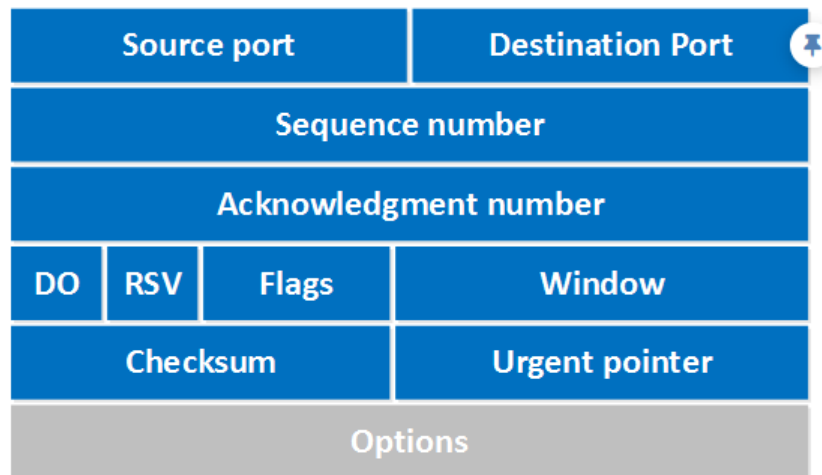 Source port Destination Port
Sequence number
Acknowledgment number
DO RSV Flags Window
Checksum Urgent pointer
Options